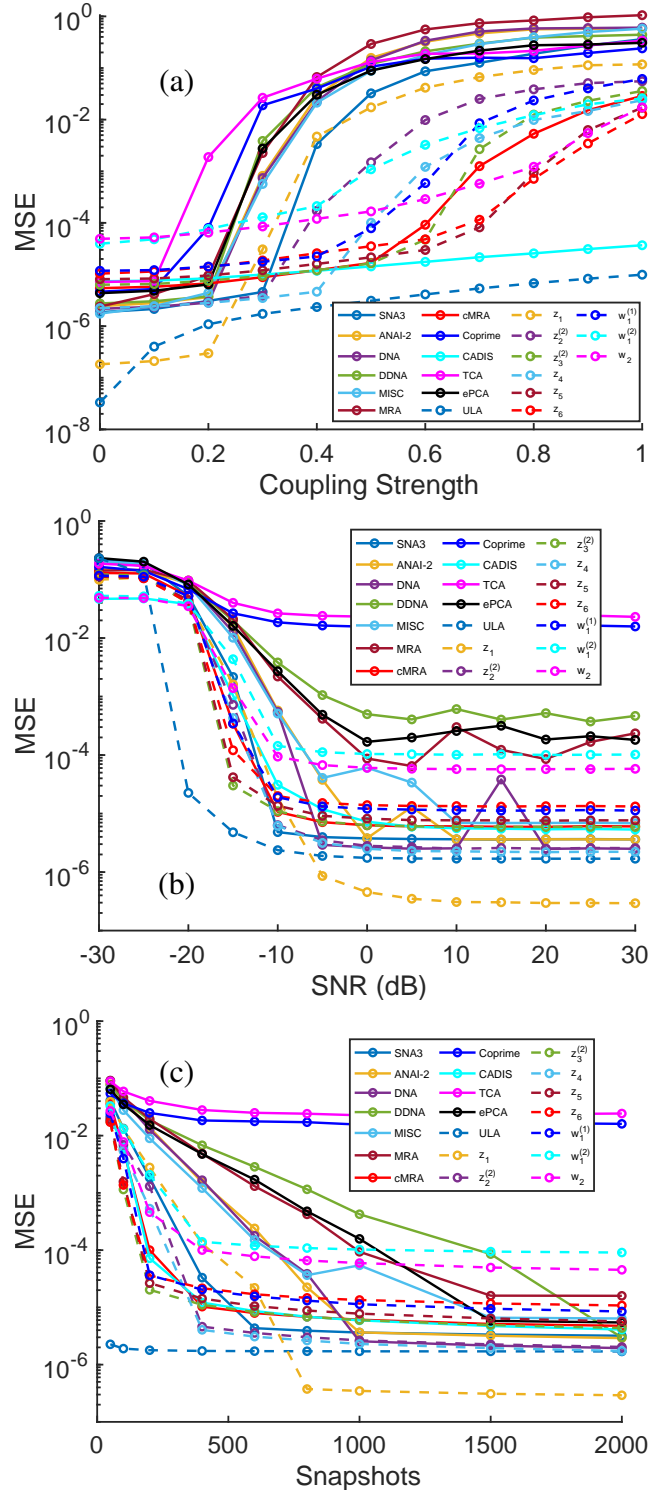 10^0
(a)
10^-2
MSE
10^-4
10^-6
10^-8
SNA3
ANAI-2
DNA
DDNA
MISC
MRA
cMRA
Coprime
CADIS
TCA
ePCA
ULA
z_1
z_2^(2)
z_3^(2)
z_4
z_5
z_6
w_1^(1)
w_1^(2)
w_2
0 0.2 0.4 0.6 0.8 1
Coupling Strength
10^0
10^-2
MSE
10^-4
10^-6
SNA3
ANAI-2
DNA
DDNA
MISC
MRA
cMRA
Coprime
CADIS
TCA
ePCA
ULA
z_1
z_2^(2)
z_3^(2)
z_4
z_5
z_6
w_1^(1)
w_1^(2)
w_2
(b)
-30 -20 -10 0 10 20 30
SNR (dB)
10^0
(c)
10^-2
MSE
10^-4
10^-6
SNA3
ANAI-2
DNA
DDNA
MISC
MRA
cMRA
Coprime
CADIS
TCA
ePCA
ULA
z_1
z_2^(2)
z_3^(2)
z_4
z_5
z_6
w_1^(1)
w_1^(2)
w_2
0 500 1000 1500 2000
Snapshots